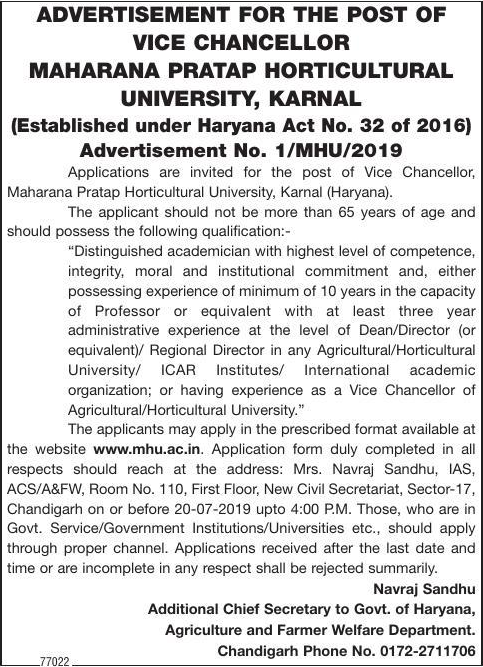 ADVERTISEMENT FOR THE POST OF
VICE CHANCELLOR
MAHARANA PRATAP HORTICULTURAL
UNIVERSITY, KARNAL
(Established under Haryana Act No. 32 of 2016)
Advertisement No. 1/MHU/2019
Applications are invited for the post of Vice Chancellor,
Maharana Pratap Horticultural University, Karnal (Haryana).
The applicant should not be more than 65 years of age and
should possess the following qualification:-
“Distinguished academician with highest level of competence,
integrity, moral and institutional commitment and, either
possessing experience of minimum of 10 years in the capacity
of Professor or equivalent with at least three year
administrative experience at the level of Dean/Director (or
equivalent)/ Regional Director in any Agricultural/Horticultural
University/ ICAR Institutes/ International academic
organization; or having experience as a Vice Chancellor of
Agricultural/Horticultural University.”
The applicants may apply in the prescribed format available at
the website www.mhu.ac.in. Application form duly completed in all
respects should reach at the address: Mrs. Navraj Sandhu, IAS,
ACS/A&FW, Room No. 110, First Floor, New Civil Secretariat, Sector-17,
Chandigarh on or before 20-07-2019 upto 4:00 P.M. Those, who are in
Govt. Service/Government Institutions/Universities etc., should apply
through proper channel. Applications received after the last date and
time or are incomplete in any respect shall be rejected summarily.
Navraj Sandhu
Additional Chief Secretary to Govt. of Haryana,
Agriculture and Farmer Welfare Department.
Chandigarh Phone No. 0172-2711706
77022